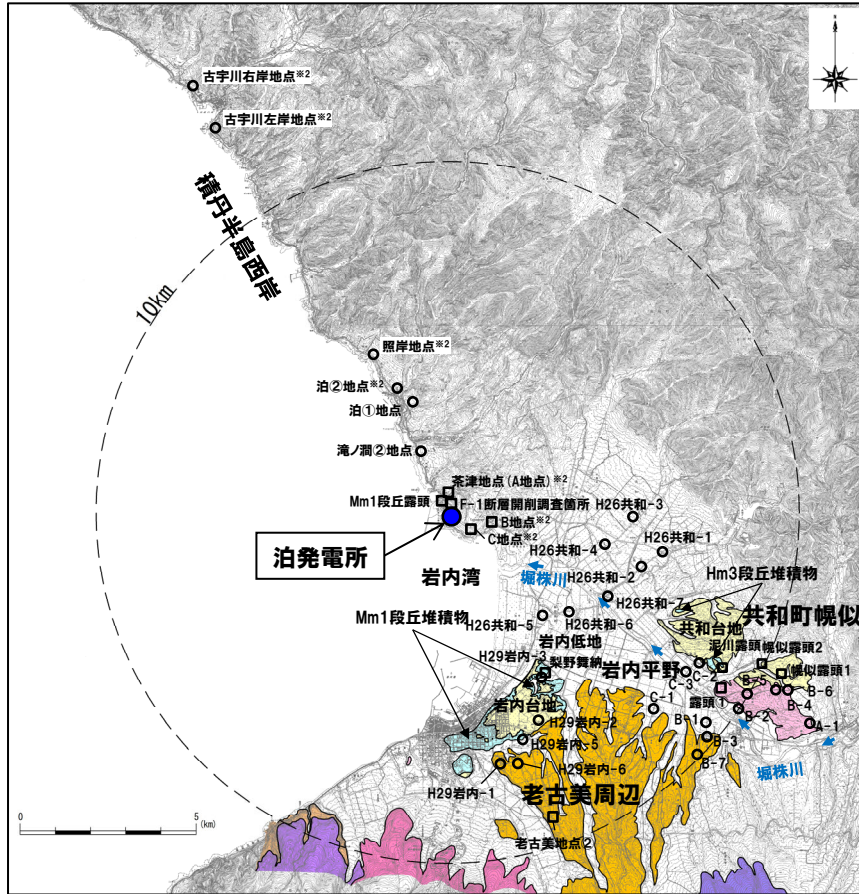 古宇川右岸地点※2
古宇川左岸地点※2
積丹半島西岸
10km
照岸地点※2
泊②地点※2
泊①地点
滝ノ澗②地点
茶津地点(A地点)※2
Mm1段丘露頭
F-1断層開削調査箇所
H26共和-3
B地点※2
C地点※2
H26共和-1
H26共和-4
泊発電所
岩内湾
堀株川
H26共和-2
Hm3段丘堆積物
H26共和-7
共和町幌似
Mm1段丘堆積物
H26共和-5
H26共和-6
共和台地
岩内低地
泥川露頭
幌似露頭2
H29岩内-3
梨野舞納
岩内平野
C-2
幌似露頭1
C-3
B-5
B-6
岩内台地
露頭①
C-1
B-2
B-4
H29岩内-2
B-1
A-1
H29岩内-5
B-3
H29岩内-6
B-7
堀株川
H29岩内-1
老古美周辺
老古美地点2
0
5
(km)